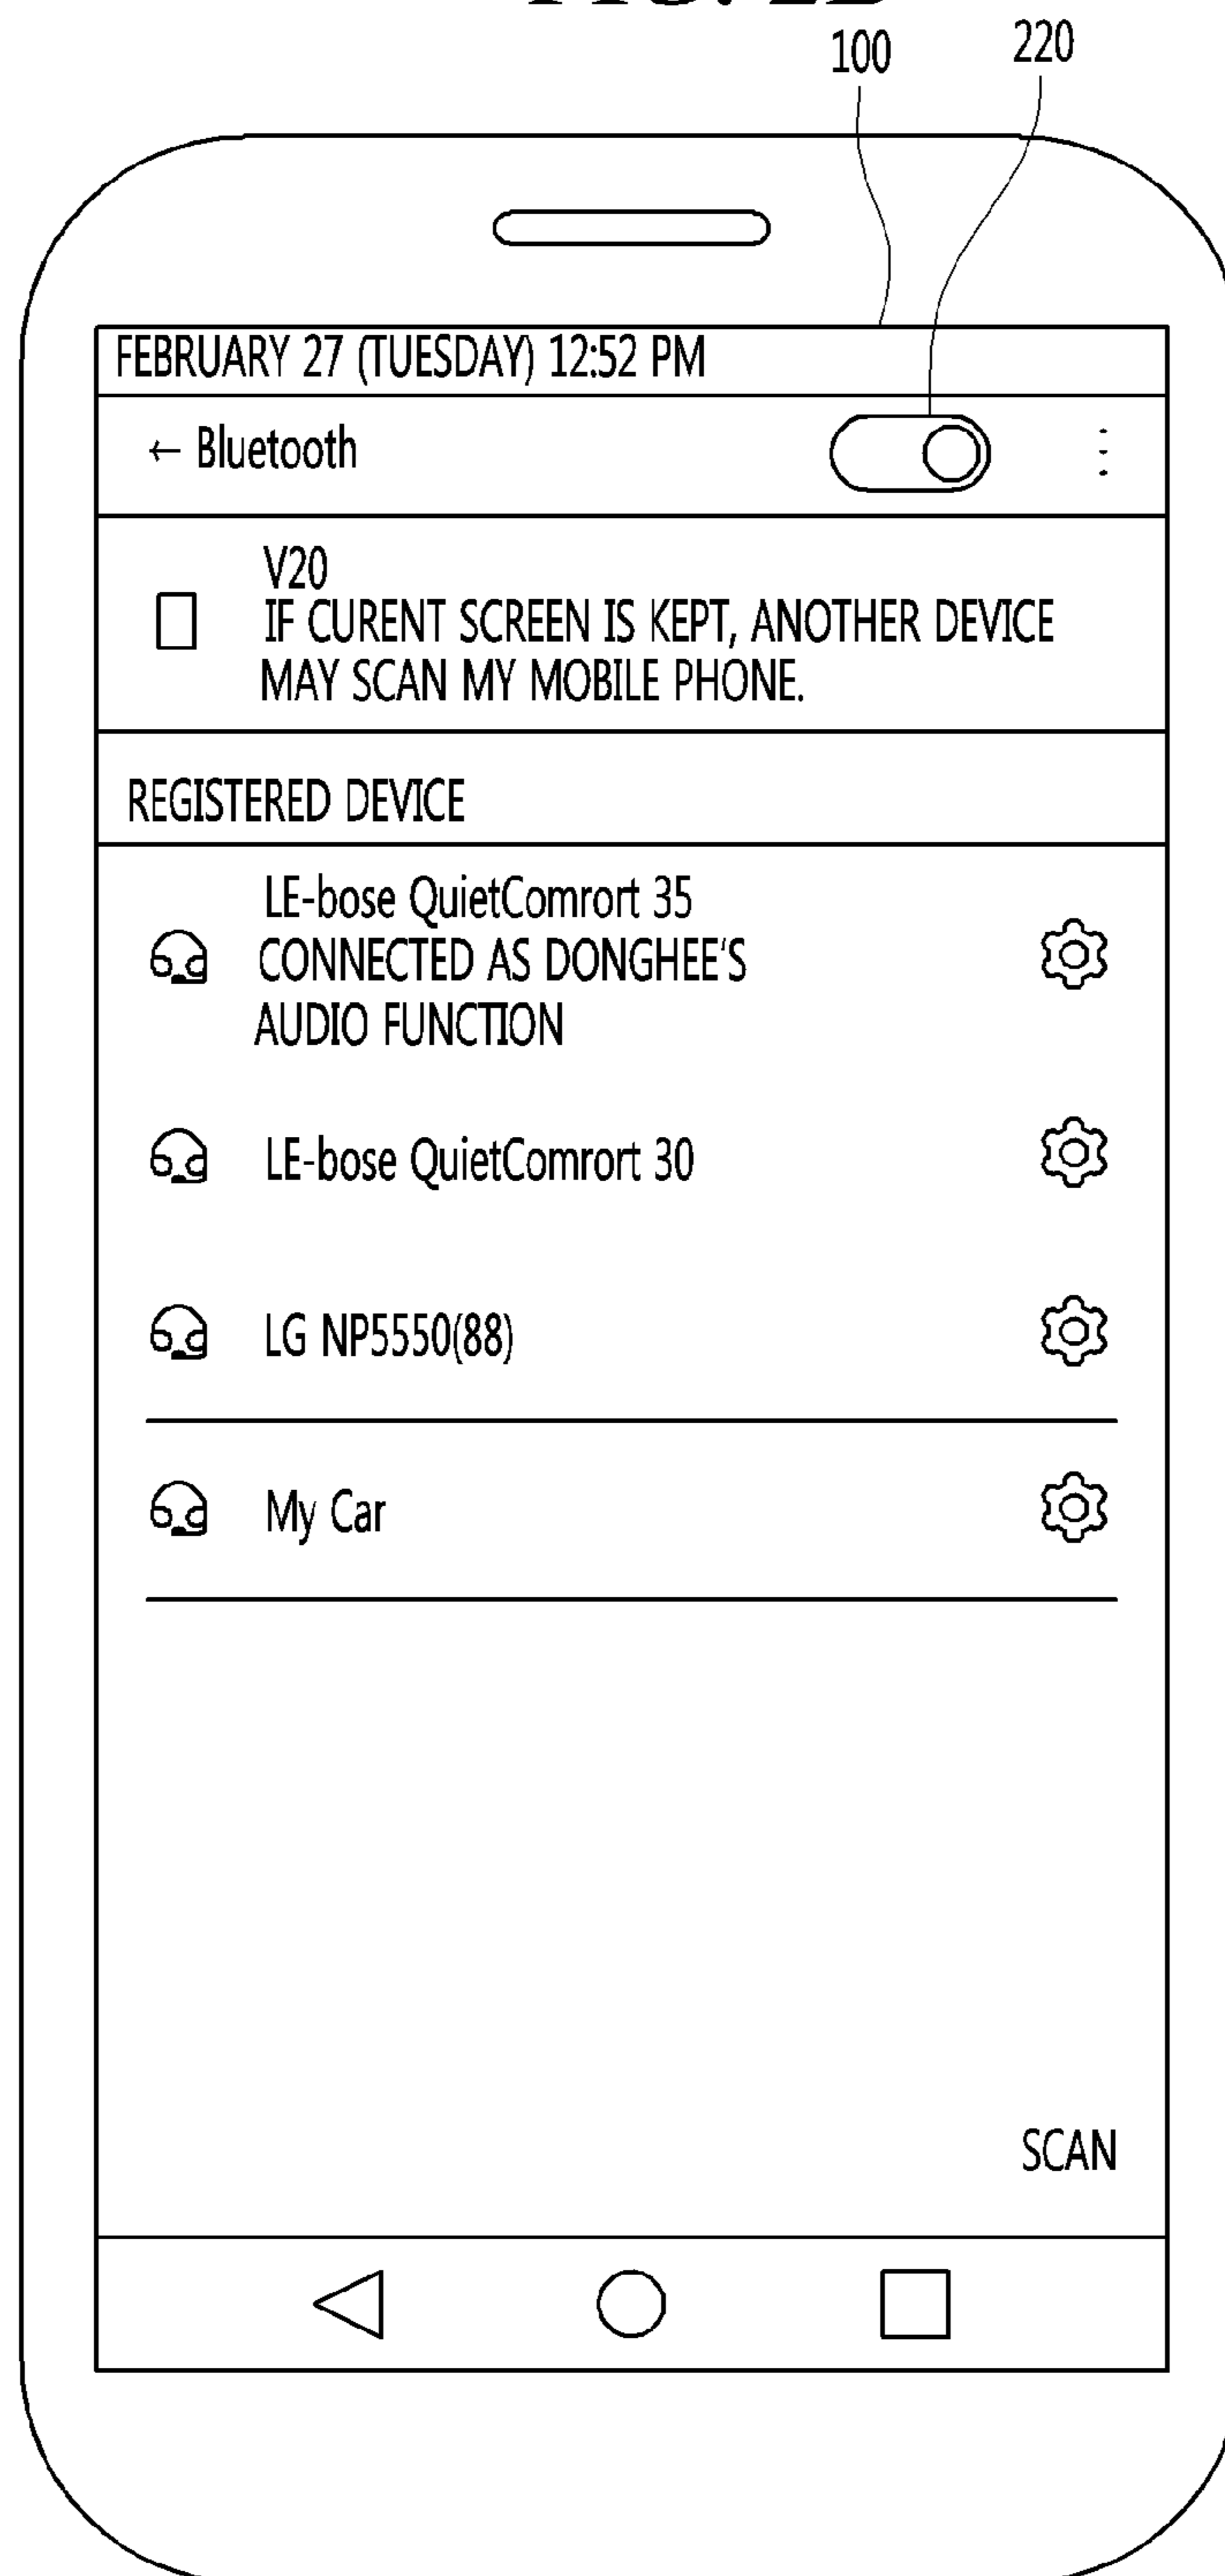 100
220
FEBRUARY 27 (TUESDAY) 12:52 PM
← Bluetooth
V20
IF CURENT SCREEN IS KEPT, ANOTHER DEVICE
MAY SCAN MY MOBILE PHONE.
REGISTERED DEVICE
LE-bose QuietComrort 35
CONNECTED AS DONGHEE'S
AUDIO FUNCTION
LE-bose QuietComrort 30
LG NP5550(88)
My Car
SCAN